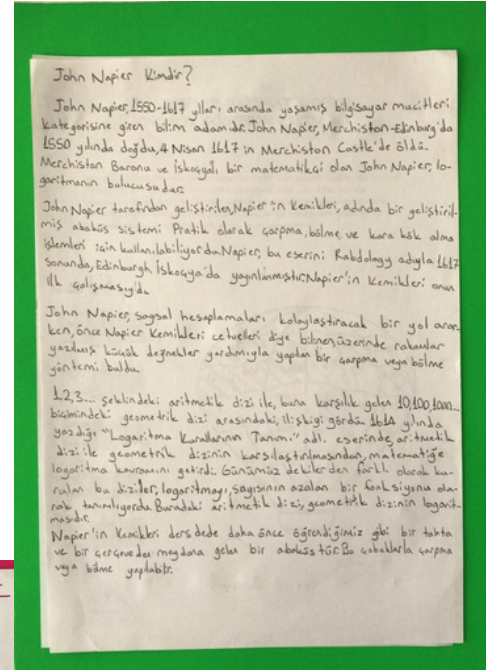 John Napier Kimdir?
John Napier, 1550-1617 yılları arasında yaşamış bilgisayar mucitleri
kategorisine giren bilim adamıdır. John Napier, Merchiston-Edinburg'da
1550 yılında doğdu, 4 Nisan 1617 in Merchiston Castle'de öldü.
Merchiston Baronu ve İskoçyalı bir matematikçi olan John Napier, lo-
garitmanın bulucusudur.
John Napier tarafından geliştirilen, Napier'in Kemikleri, adında bir geliştiril-
miş abaküs sistemi Pratik olarak çarpma, bölme ve kara kök alma
işlemleri için kullanılabiliyordu. Napier, bu eserini Rabdology adıyla 1617
sonunda, Edinburgh, İskoçya'da yayınlanmıştır. Napier'in Kemikleri onun
ilk çalışmasıydı.
John Napier, sayısal hesaplamaları kolaylaştıracak bir yol arar-
ken, önce Napier Kemikleri cetvelleri diye bilinen, üzerinde rakamlar
yazılmış küçük değnekler yardımıyla yapılan bir çarpma veya bölme
yöntemi buldu.
1,2,3... şeklindeki aritmetik dizi ile, buna karşılık gelen 10,100,1000...
biçimindeki geometrik dizi arasındaki, ilişkiyi gördü. 1614 yılında
yazdığı "Logaritma Kurallarının Tanımı" adlı eserinde, aritmetik
dizi ile geometrik dizinin karşılaştırılmasından, matematiğe
logaritma kavramını getirdi. Günümüz dekilerden farklı olarak ku-
rulan bu diziler, logaritmayı, sayısının azalan bir fonksiyonu ola-
rak tanımlıyordu. Buradaki aritmetik dizi, geometrik dizinin logarit-
masıdır.
Napier'in Kemikleri dersdede daha önce öğrendiğimiz gibi bir tahta
ve bir çerçeveden meydana gelen bir abaküstür. Bu çubuklarla çarpma
veya bölme yapılabilir.